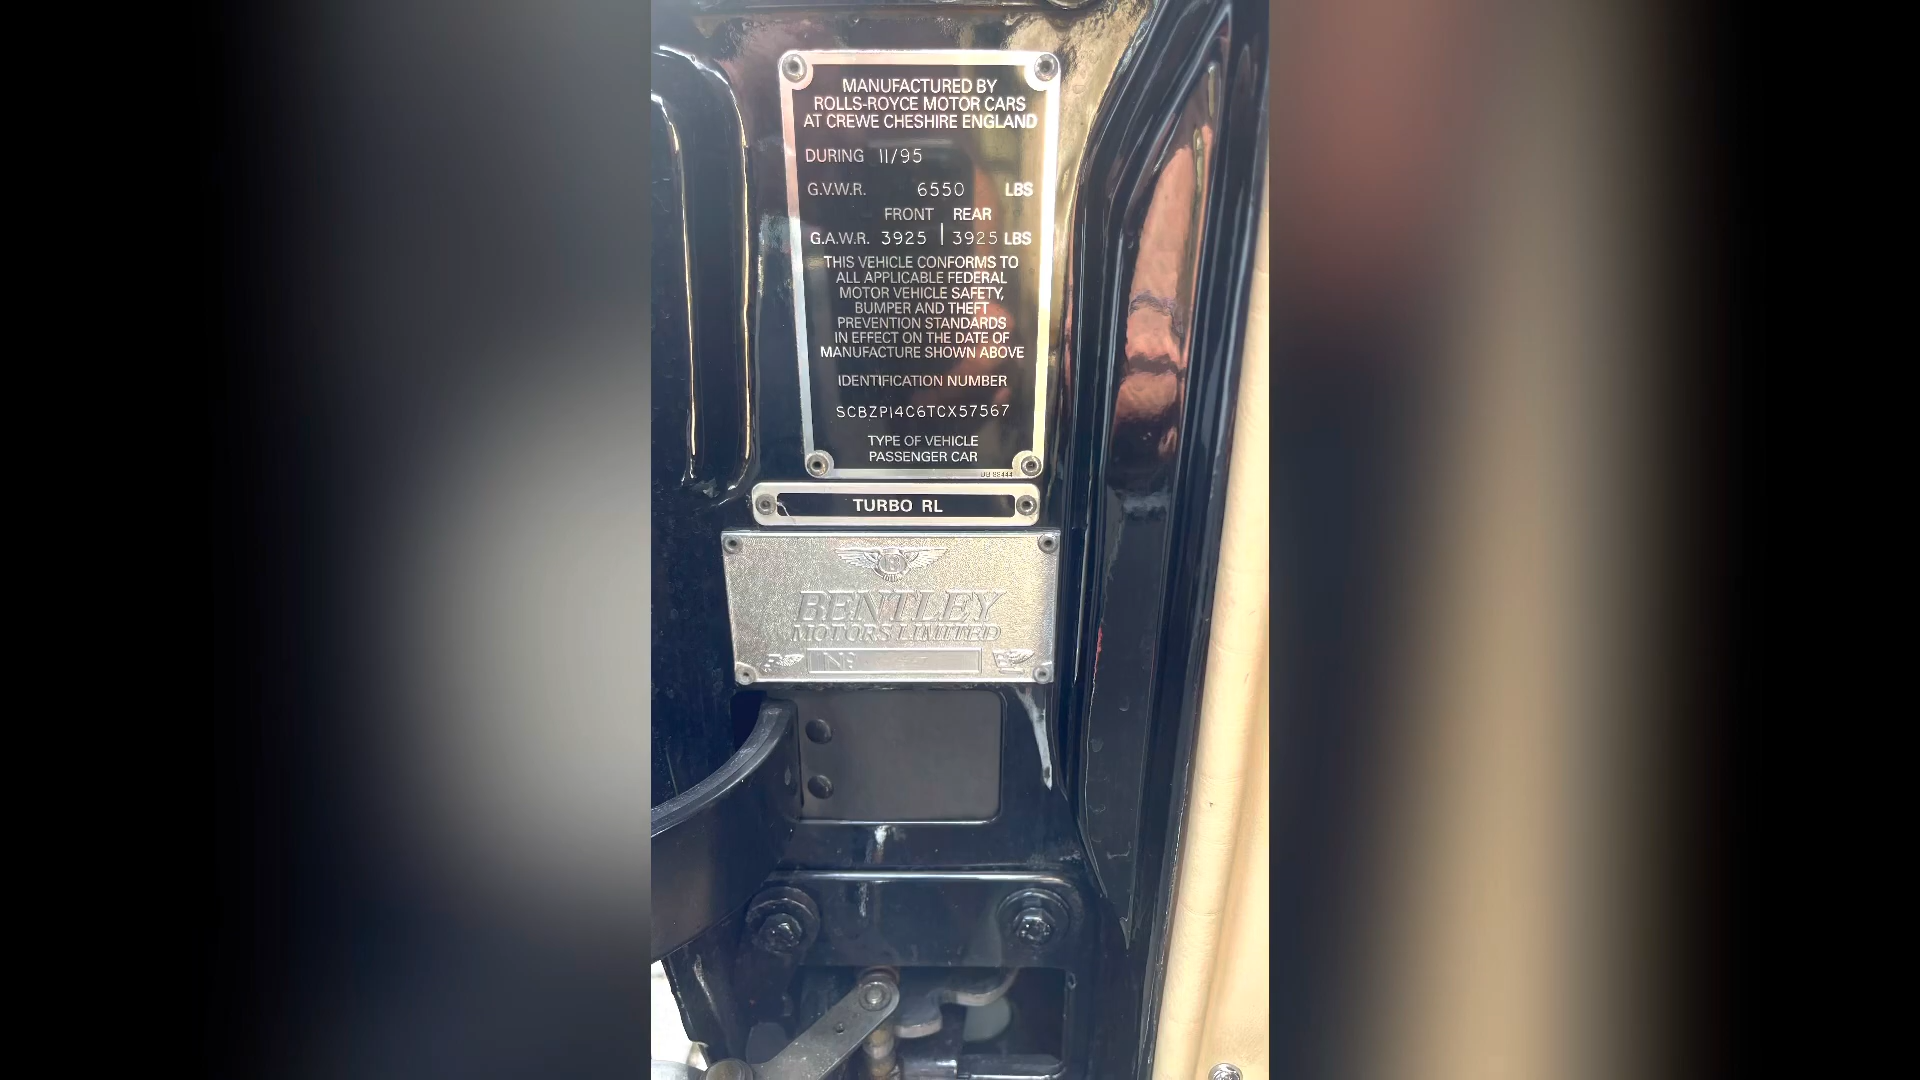 MANUFACTURED BY
ROLLS-ROYCE MOTOR CARS
AT CREWE CHESHIRE ENGLAND
DURING 11/95
G.V.W.R. 6550 LBS
FRONT | REAR
G.A.W.R. 3925 | 3925 LBS
THIS VEHICLE CONFORMS TO
ALL APPLICABLE FEDERAL
MOTOR VEHICLE SAFETY,
BUMPER AND THEFT
PREVENTION STANDARDS
IN EFFECT ON THE DATE OF
MANUFACTURE SHOWN ABOVE
IDENTIFICATION NUMBER
SCBZP14C6TCX57567
TYPE OF VEHICLE
PASSENGER CAR
TURBO RL
B
BENTLEY
MOTORS LIMITED